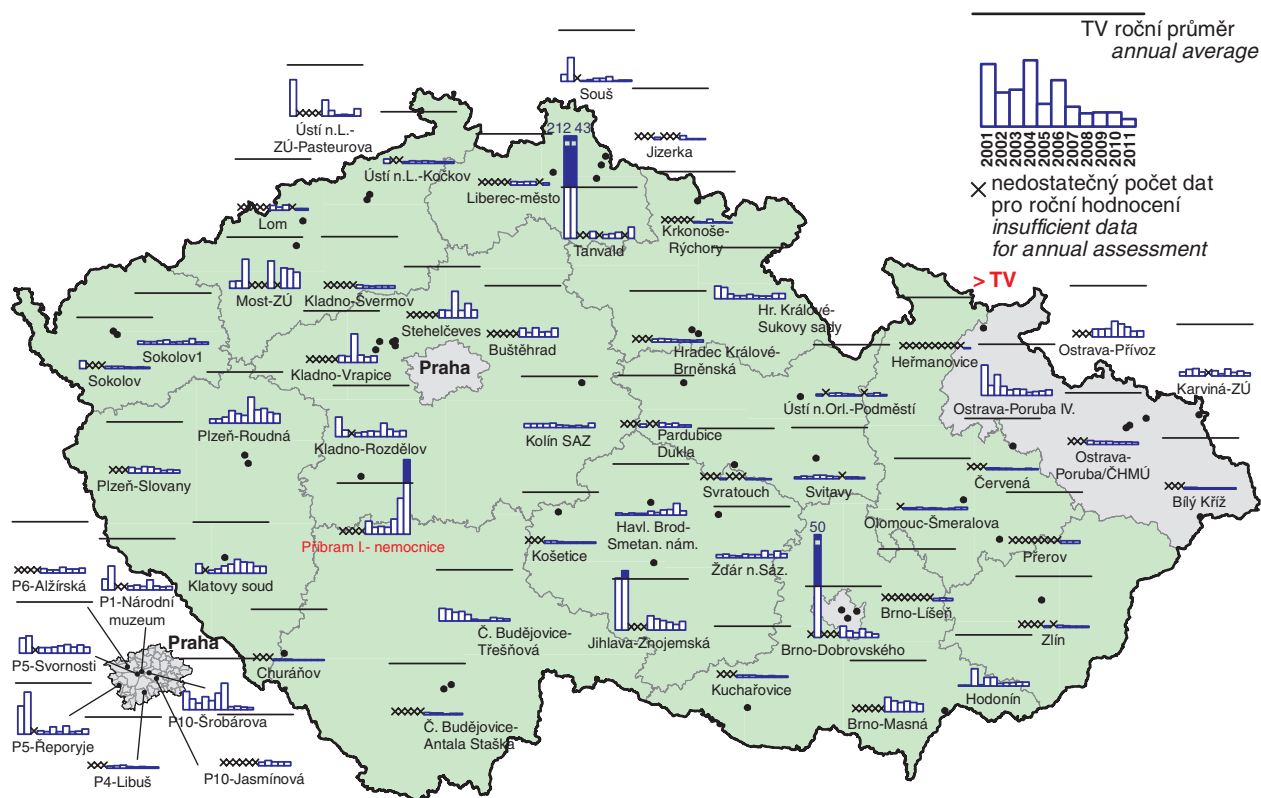 TV roční průměr
annual average
2001 2002 2003 2004 2005 2006 2007 2008 2009 2010 2011
× nedostatečný počet dat
pro roční hodnocení
insufficient data
for annual assessment
> TV
Souš
Ústí n.L.-
ZÚ-Pasteurova
212 43
Jizerka
Ústí n.L.-Kočkov
Liberec-město
Lom
Krkonoše-
Rýchory
Tanvald
Most-ZÚ
Kladno-Švermov
Hr. Králové-
Sukovy sady
Stehelčeves
Buštěhrad
Ostrava-Přívoz
Sokolov1
Hradec Králové-
Brněnská
Heřmanovice
Kladno-Vrapice
Praha
Sokolov
Karviná-ZÚ
Ústí n.Orl.-Podměstí
Ostrava-Poruba IV.
Plzeň-Roudná
Kolín SAZ
Pardubice
Dukla
Kladno-Rozdělov
Ostrava-
Poruba/ČHMÚ
Plzeň-Slovany
Svratouch
Svitavy
Červená
Bílý Kříž
Havl. Brod-
Smetan. nám.
Olomouc-Šmeralova
50
Příbram I.- nemocnice
Košetice
Přerov
Žďár n.Sáz.
P6-Alžírská
P1-Národní
muzeum
Klatovy soud
Brno-Líšeň
Č. Budějovice-
Třešňová
Jihlava-Znojemská
Brno-Dobrovského
Zlín
Praha
P5-Svornosti
Churáňov
Kuchařovice
Hodonín
P10-Šrobárova
Č. Budějovice-
Antala Staška
Brno-Masná
P5-Řeporyje
P4-Libuš
P10-Jasmínová